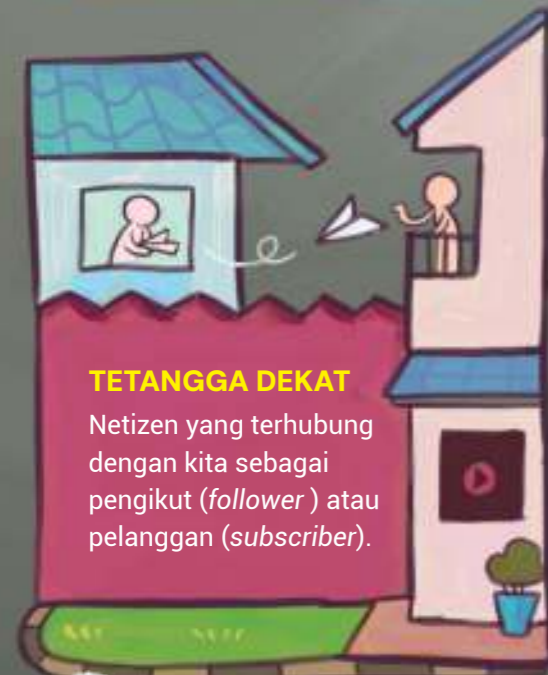 TETANGGA DEKAT
Netizen yang terhubung
dengan kita sebagai
pengikut (follower ) atau
pelanggan (subscriber).